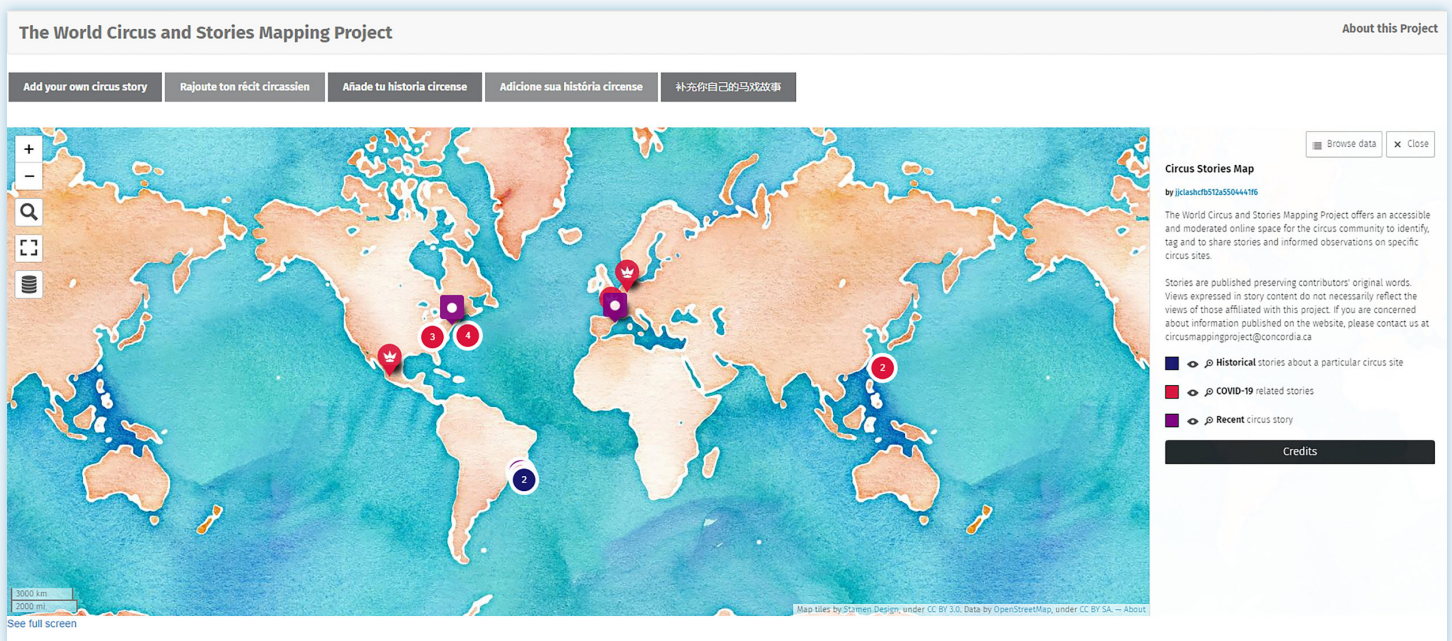 The World Circus and Stories Mapping Project
About this Project
Add your own circus story
Rajoute ton récit circassien
Añade tu historia circense
Adicione sua história circense
补充你自己的马戏故事
+
−
Browse data
× Close
Circus Stories Map
by jjclashcfb512a5504441f6
The World Circus and Stories Mapping Project offers an accessible
and moderated online space for the circus community to identify,
tag and to share stories and informed observations on specific
circus sites.
Stories are published preserving contributors' original words.
Views expressed in story content do not necessarily reflect the
views of those affiliated with this project. If you are concerned
about information published on the website, please contact us at
circusmappingproject@concordia.ca
Historical stories about a particular circus site
COVID-19 related stories
Recent circus story
Credits
3
4
2
2
3000 km
2000 mi
Map tiles by Stamen Design, under CC BY 3.0. Data by OpenStreetMap, under CC BY SA. — About
See full screen